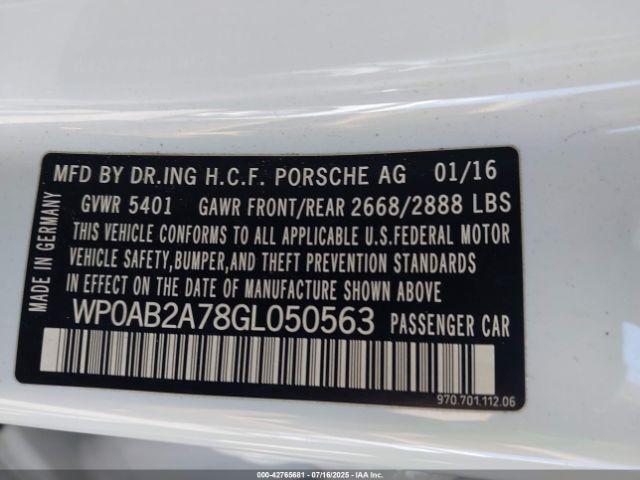 MFD BY DR.ING H.C.F. PORSCHE AG 01/16
GVWR 5401 GAWR FRONT/REAR 2668/2888 LBS
THIS VEHICLE CONFORMS TO ALL APPLICABLE U.S.FEDERAL MOTOR
VEHICLE SAFETY,BUMPER,AND THEFT PREVENTION STANDARDS
IN EFFECT ON THE DATE OF MANUFACTURE SHOWN ABOVE
WP0AB2A78GL050563 PASSENGER CAR
MADE IN GERMANY
970.701.112.06
000-42765681 - 07/16/2025 - IAA Inc.